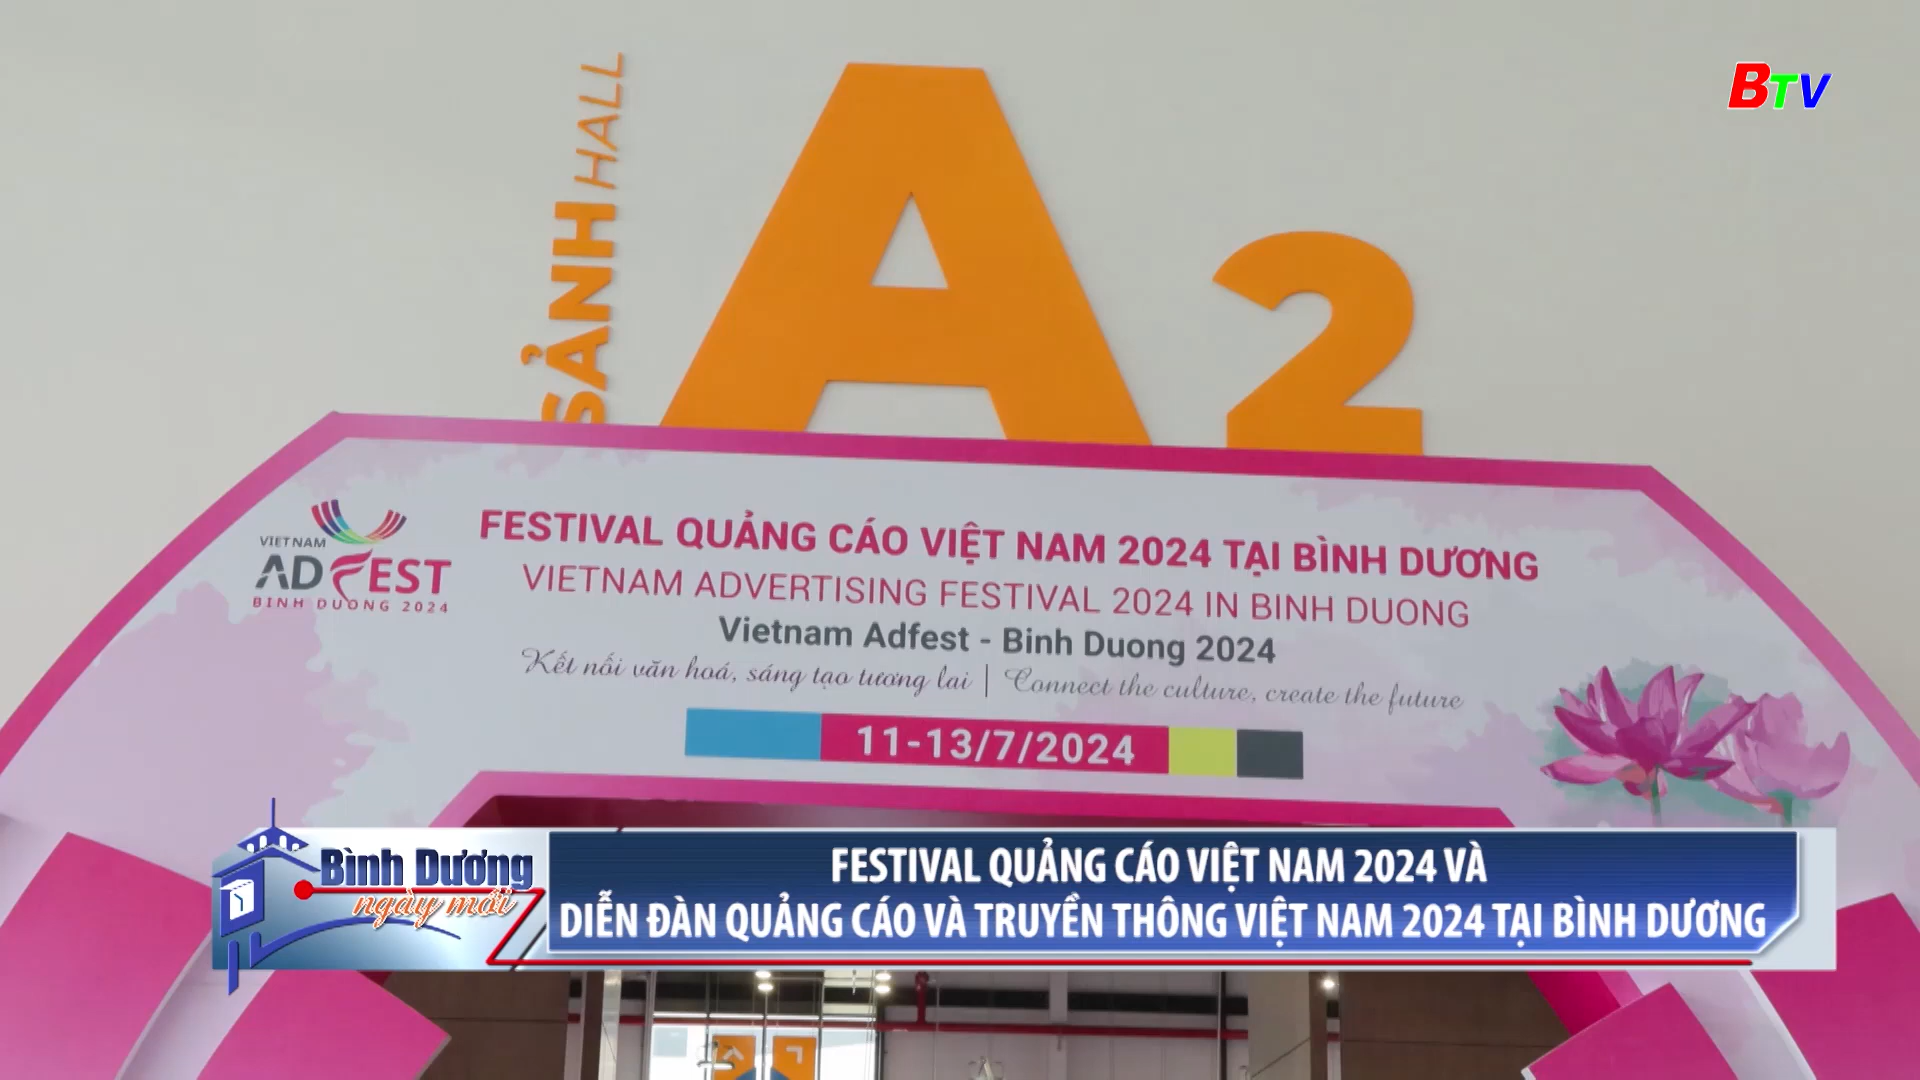 BTV
SẢNH HALL
A2
VIETNAM
ADFEST
BINH DUONG 2024
FESTIVAL QUẢNG CÁO VIỆT NAM 2024 TẠI BÌNH DƯƠNG
VIETNAM ADVERTISING FESTIVAL 2024 IN BINH DUONG
Vietnam Adfest - Binh Duong 2024
Kết nối văn hoá, sáng tạo tương lai | Connect the culture, create the future
11-13/7/2024
Bình Dương
ngày mới
FESTIVAL QUẢNG CÁO VIỆT NAM 2024 VÀ
DIỄN ĐÀN QUẢNG CÁO VÀ TRUYỀN THÔNG VIỆT NAM 2024 TẠI BÌNH DƯƠNG